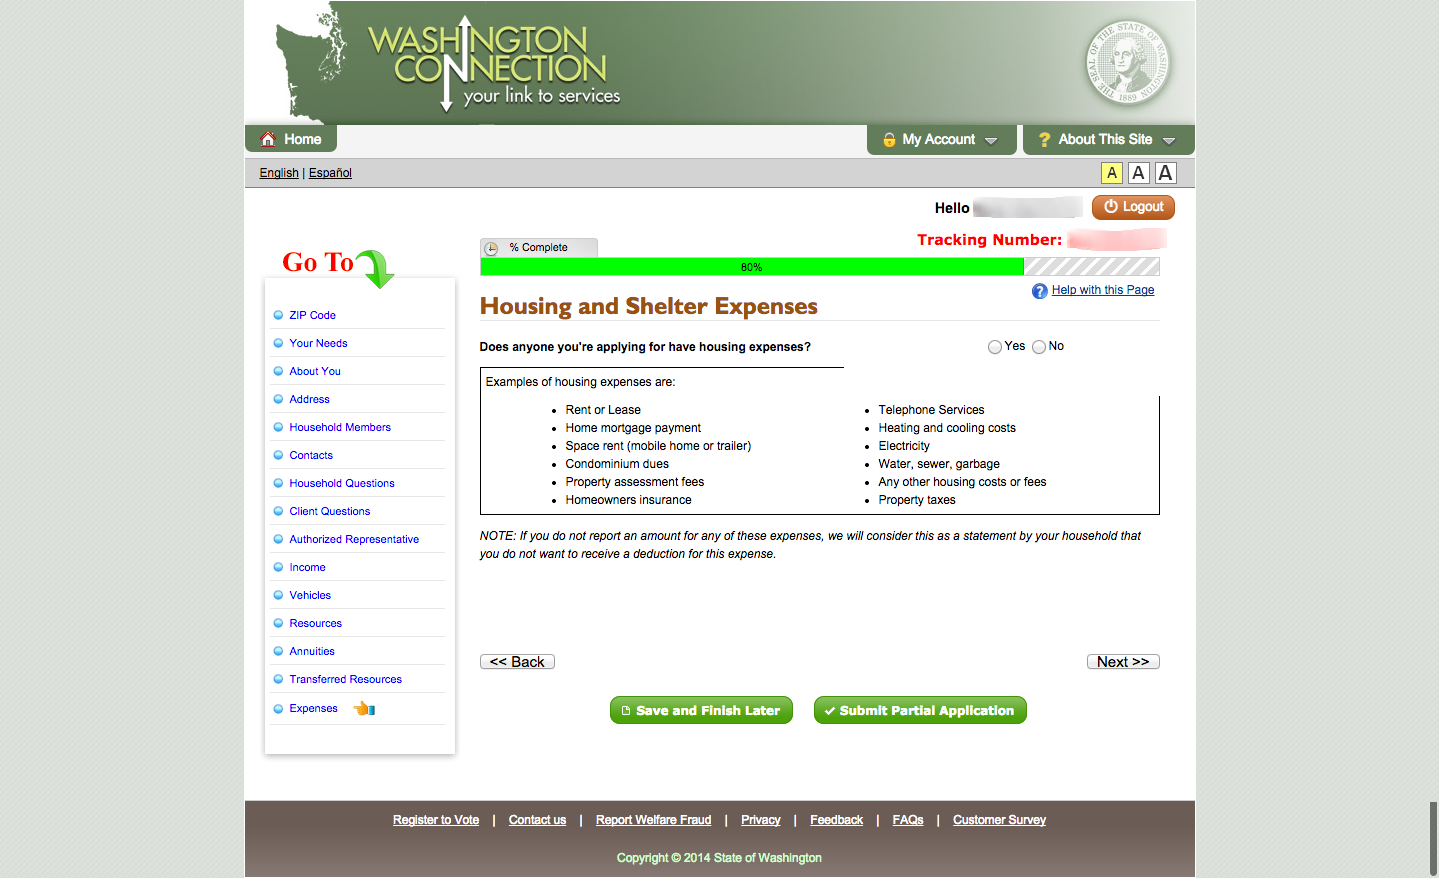 WASHINGTON
CONNECTION
your link to services
THE SEAL OF THE STATE OF WASHINGTON
1889
Home
My Account
? About This Site
English | Español
A A A
Hello
Logout
Tracking Number:
% Complete
80%
? Help with this Page
Go To
ZIP Code
Your Needs
About You
Address
Household Members
Contacts
Household Questions
Client Questions
Authorized Representative
Income
Vehicles
Resources
Annuities
Transferred Resources
Expenses
Housing and Shelter Expenses
Does anyone you're applying for have housing expenses? Yes No
Examples of housing expenses are:
• Rent or Lease
• Home mortgage payment
• Space rent (mobile home or trailer)
• Condominium dues
• Property assessment fees
• Homeowners insurance
• Telephone Services
• Heating and cooling costs
• Electricity
• Water, sewer, garbage
• Any other housing costs or fees
• Property taxes
NOTE: If you do not report an amount for any of these expenses, we will consider this as a statement by your household that
you do not want to receive a deduction for this expense.
<< Back
Next >>
Save and Finish Later
Submit Partial Application
Register to Vote | Contact us | Report Welfare Fraud | Privacy | Feedback | FAQs | Customer Survey
Copyright © 2014 State of Washington